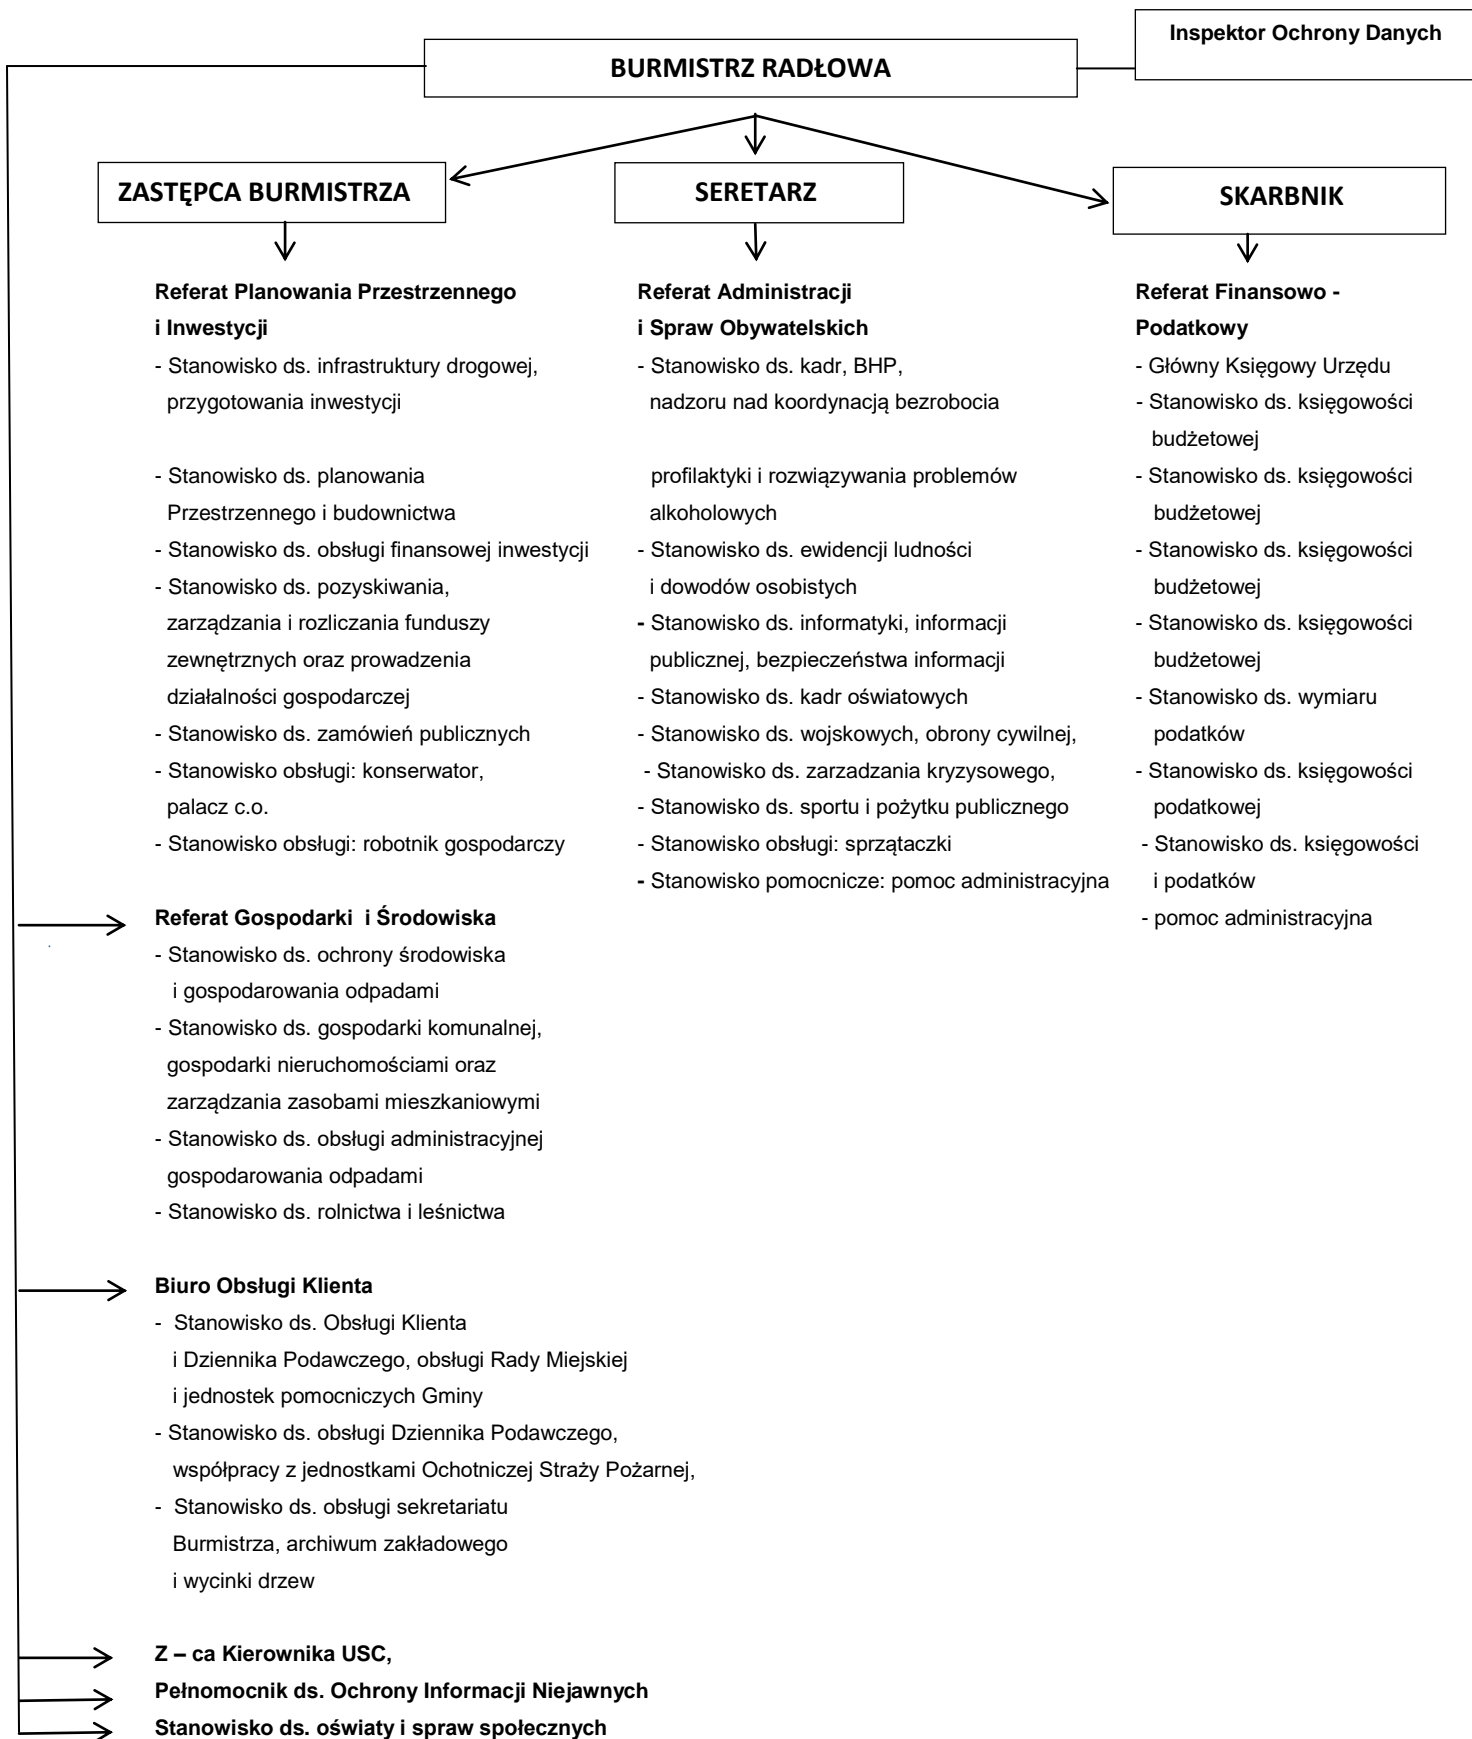 Inspektor Ochrony Danych
BURMISTRZ RADŁOWA
ZASTĘPCA BURMISTRZA
SERETARZ
SKARBNIK
Referat Planowania Przestrzennego
i Inwestycji
- Stanowisko ds. infrastruktury drogowej,
przygotowania inwestycji
- Stanowisko ds. planowania
Przestrzennego i budownictwa
- Stanowisko ds. obsługi finansowej inwestycji
- Stanowisko ds. pozyskiwania,
zarządzania i rozliczania funduszy
zewnętrznych oraz prowadzenia
działalności gospodarczej
- Stanowisko ds. zamówień publicznych
- Stanowisko obsługi: konserwator,
palacz c.o.
- Stanowisko obsługi: robotnik gospodarczy
Referat Administracji
i Spraw Obywatelskich
- Stanowisko ds. kadr, BHP,
nadzoru nad koordynacją bezrobocia
profilaktyki i rozwiązywania problemów
alkoholowych
- Stanowisko ds. ewidencji ludności
i dowodów osobistych
- Stanowisko ds. informatyki, informacji
publicznej, bezpieczeństwa informacji
- Stanowisko ds. kadr oświatowych
- Stanowisko ds. wojskowych, obrony cywilnej,
- Stanowisko ds. zarzadzania kryzysowego,
- Stanowisko ds. sportu i pożytku publicznego
- Stanowisko obsługi: sprzątaczki
- Stanowisko pomocnicze: pomoc administracyjna
Referat Finansowo -
Podatkowy
- Główny Księgowy Urzędu
- Stanowisko ds. księgowości
budżetowej
- Stanowisko ds. księgowości
budżetowej
- Stanowisko ds. księgowości
budżetowej
- Stanowisko ds. księgowości
budżetowej
- Stanowisko ds. wymiaru
podatków
- Stanowisko ds. księgowości
podatkowej
- Stanowisko ds. księgowości
i podatków
- pomoc administracyjna
Referat Gospodarki i Środowiska
- Stanowisko ds. ochrony środowiska
i gospodarowania odpadami
- Stanowisko ds. gospodarki komunalnej,
gospodarki nieruchomościami oraz
zarządzania zasobami mieszkaniowymi
- Stanowisko ds. obsługi administracyjnej
gospodarowania odpadami
- Stanowisko ds. rolnictwa i leśnictwa
Biuro Obsługi Klienta
- Stanowisko ds. Obsługi Klienta
i Dziennika Podawczego, obsługi Rady Miejskiej
i jednostek pomocniczych Gminy
- Stanowisko ds. obsługi Dziennika Podawczego,
współpracy z jednostkami Ochotniczej Straży Pożarnej,
- Stanowisko ds. obsługi sekretariatu
Burmistrza, archiwum zakładowego
i wycinki drzew
Z – ca Kierownika USC,
Pełnomocnik ds. Ochrony Informacji Niejawnych
Stanowisko ds. oświaty i spraw społecznych